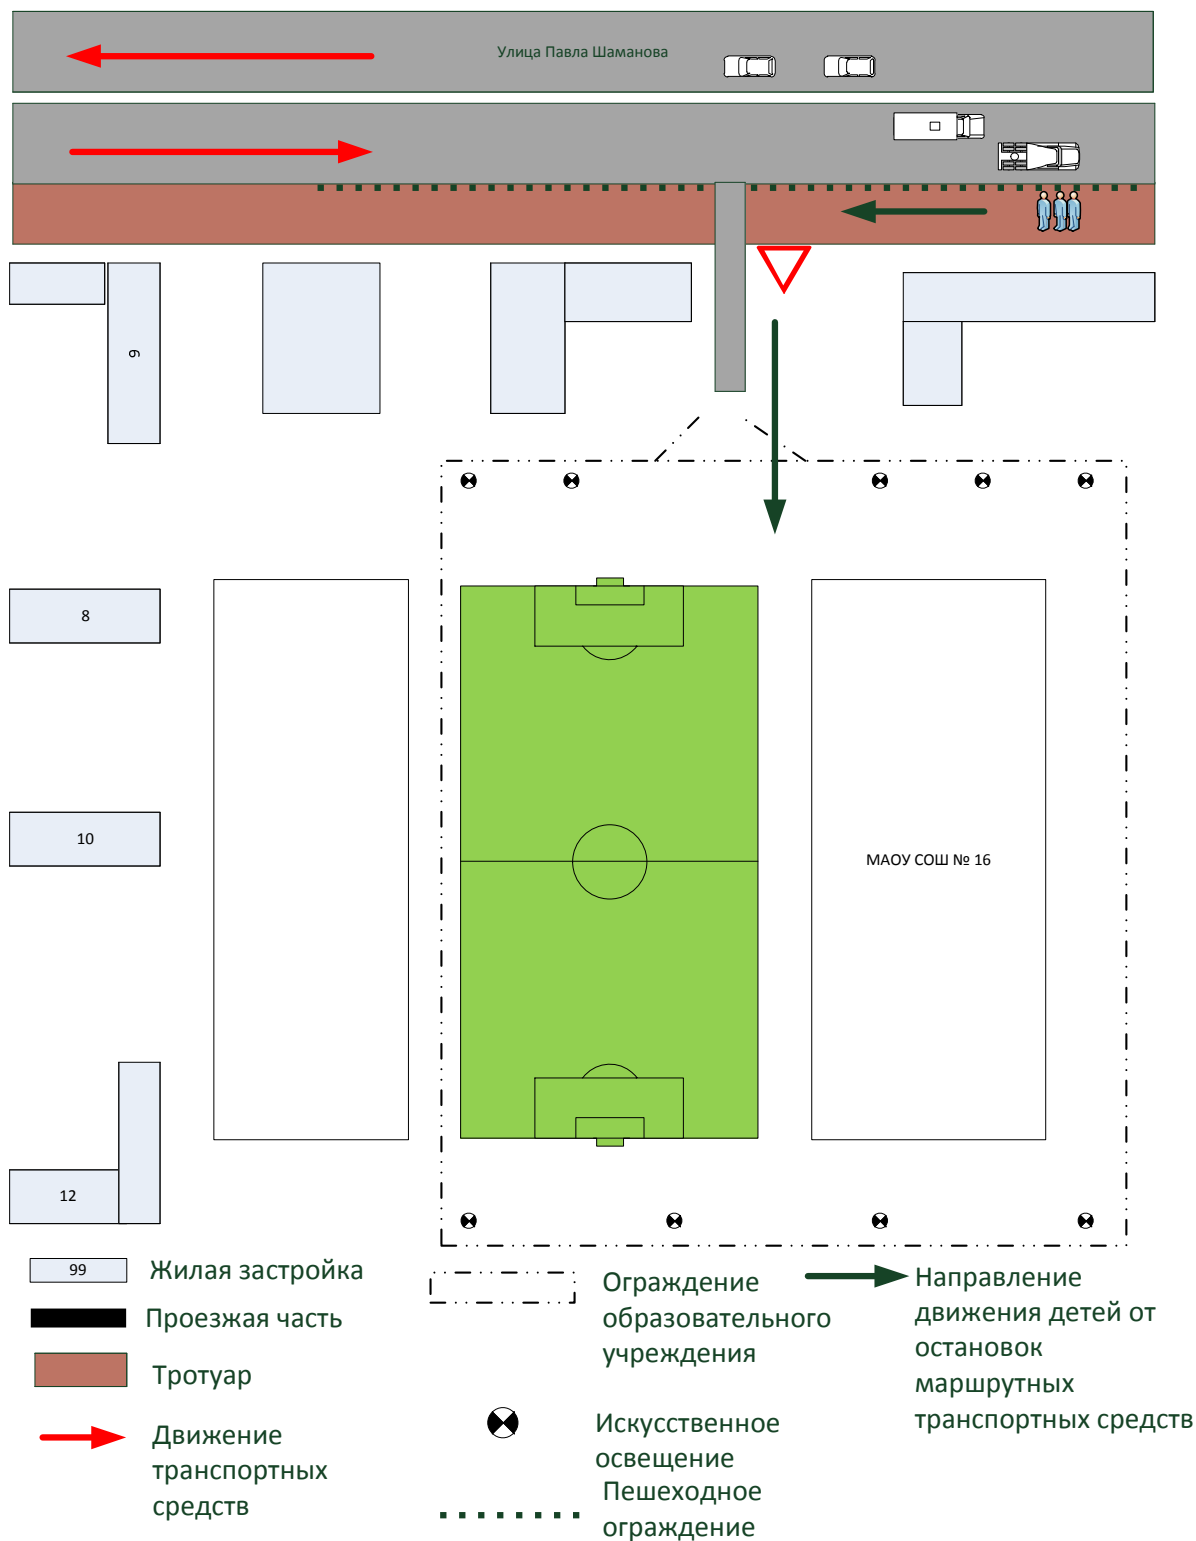 Улица Павла Шаманова
9
8
10
МАОУ СОШ № 16
12
99
Жилая застройка
Проезжая часть
Тротуар
Движение
транспортных
средств
Ограждение
образовательного
учреждения
Искусственное
освещение
Пешеходное
ограждение
Направление
движения детей от
остановок
маршрутных
транспортных средств